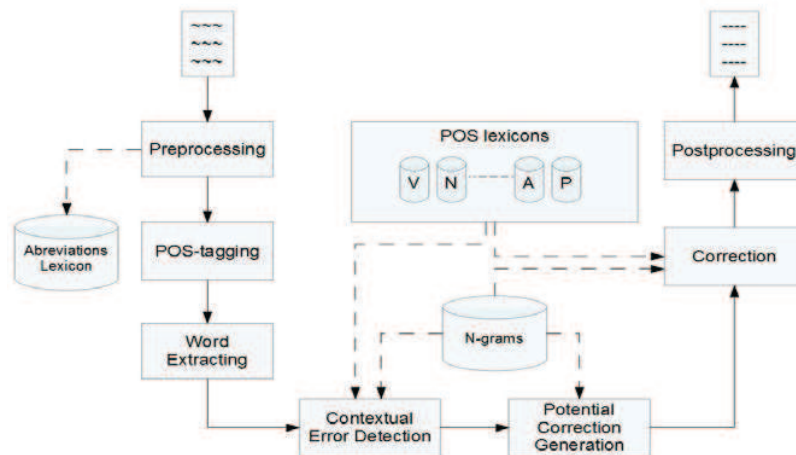 ~~~
~~~
~~~
----
----
----
Preprocessing
POS lexicons
V N A P
Postprocessing
Abreviations
Lexicon
POS-tagging
Correction
Word
Extracting
N-grams
Contextual
Error Detection
Potential
Correction
Generation